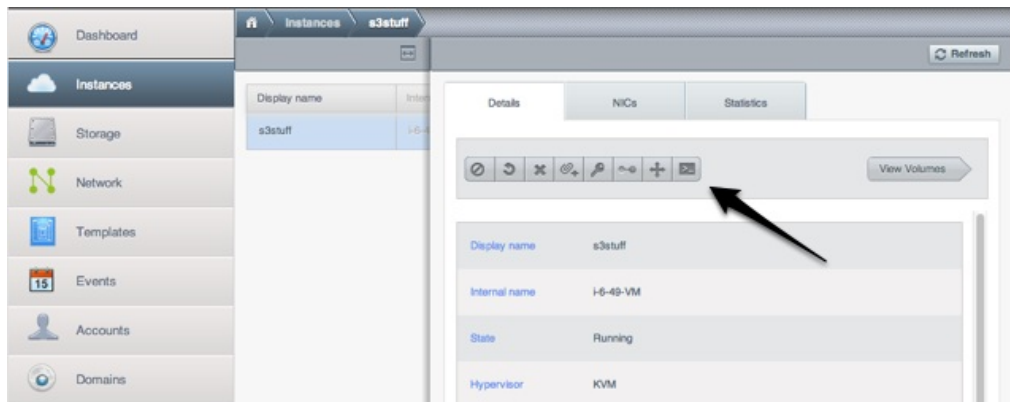 Dashboard
Instances
Storage
Network
Templates
15
Events
Accounts
Domains
Instances
s3stuff
Refresh
Display name
s3stuff
Details
NICs
Statistics
View Volumes
Display name
s3stuff
Internal name
i-6-49-VM
State
Running
Hypervisor
KVM